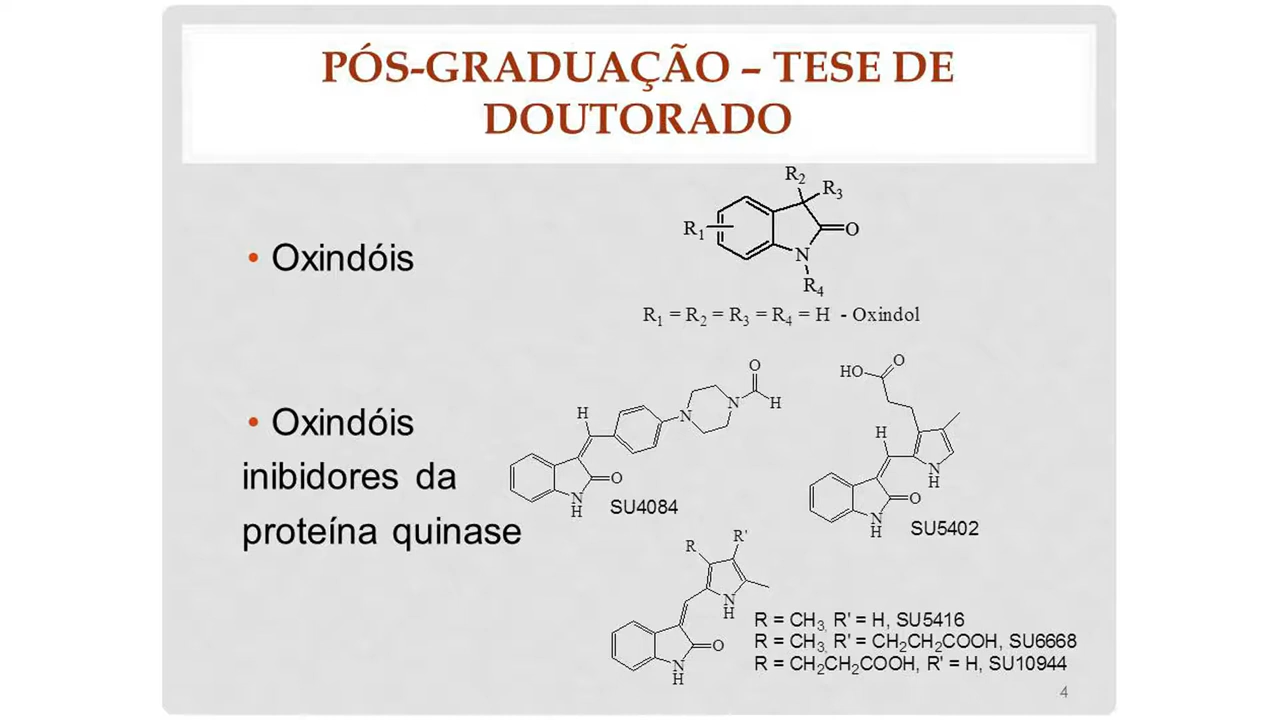 PÓS-GRADUAÇÃO – TESE DE
DOUTORADO
• Oxindóis
R1
R2
R3
O
N
R4
R1 = R2 = R3 = R4 = H - Oxindol
• Oxindóis
inibidores da
proteína quinase
O
H
N
N
H
O
N
H
SU4084
O
HO
H
N
H
O
N
H
SU5402
R
R'
N
H
O
N
H
R = CH3, R' = H, SU5416
R = CH3, R' = CH2CH2COOH, SU6668
R = CH2CH2COOH, R' = H, SU10944
4